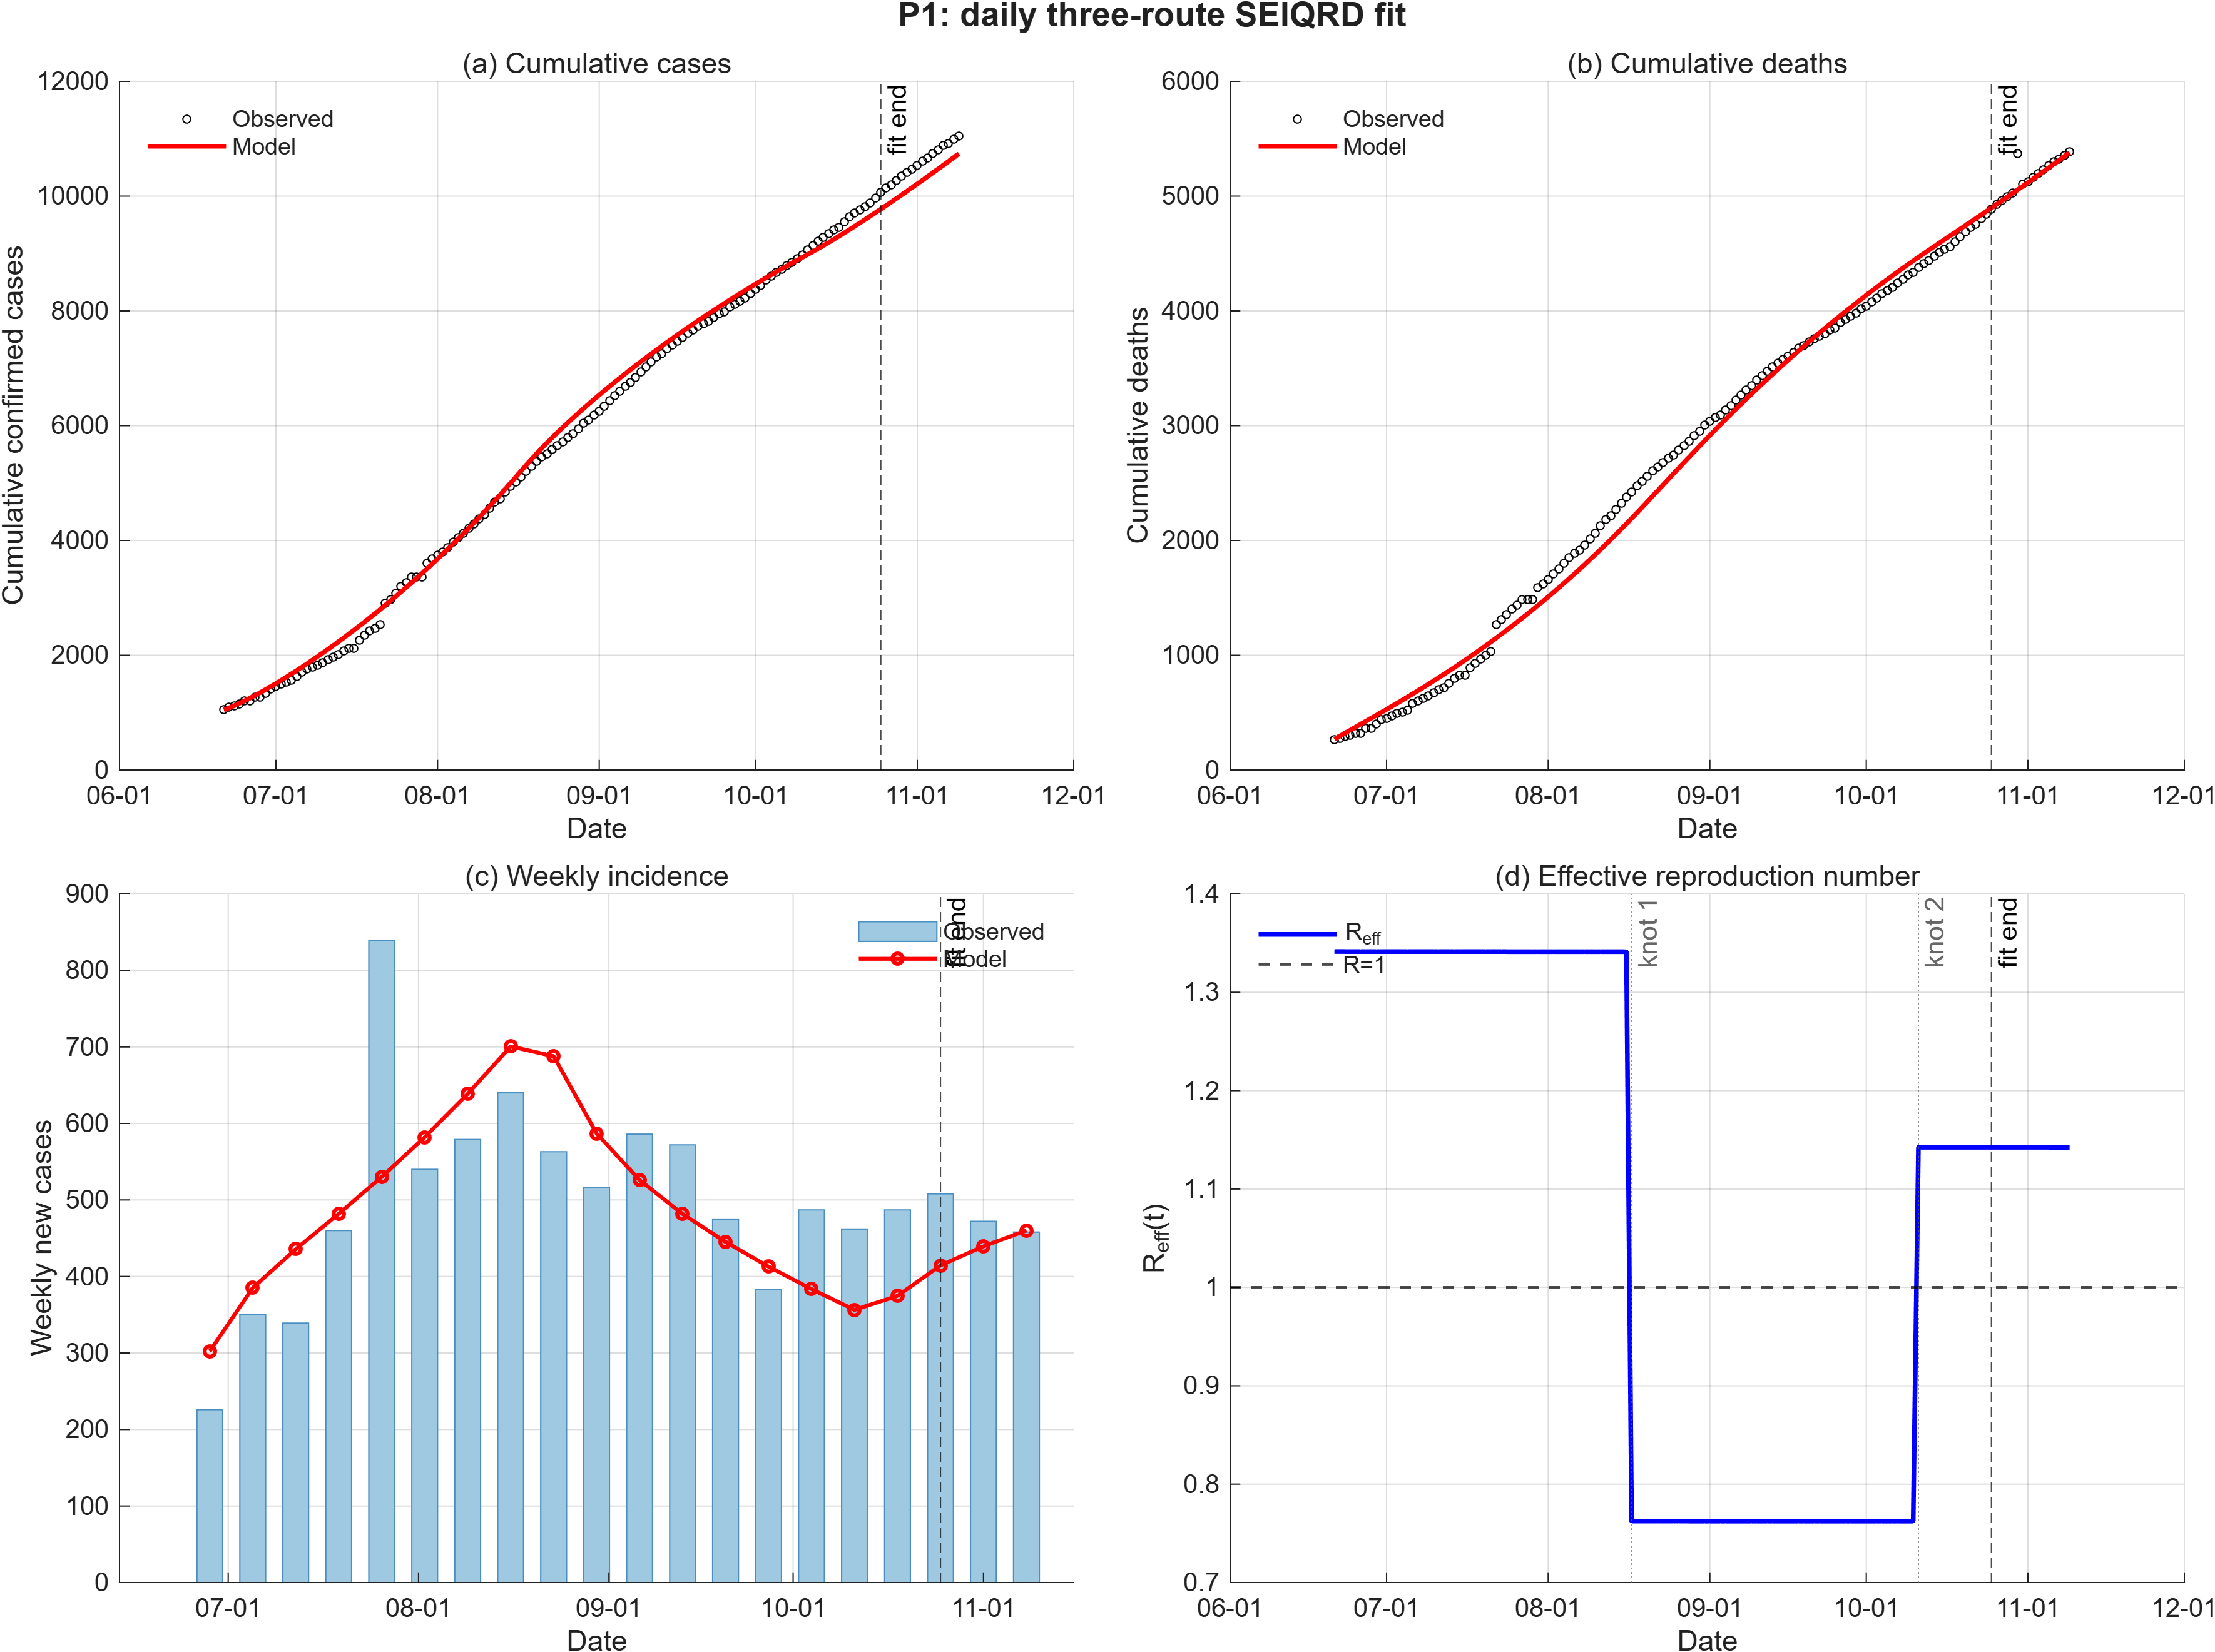 P1: daily three-route SEIQRD fit
(a) Cumulative cases
12000
10000
8000
6000
4000
2000
0
Cumulative confirmed cases
Observed
Model
fit end
06-01 07-01 08-01 09-01 10-01 11-01 12-01
Date
(b) Cumulative deaths
6000
5000
4000
3000
2000
1000
0
Cumulative deaths
Observed
Model
fit end
06-01 07-01 08-01 09-01 10-01 11-01 12-01
Date
(c) Weekly incidence
900
800
700
600
500
400
300
200
100
0
Weekly new cases
Observed
Model
fit end
07-01 08-01 09-01 10-01 11-01
Date
(d) Effective reproduction number
1.4
1.3
1.2
1.1
1
0.9
0.8
0.7
Reff(t)
Reff
R=1
knot 1
knot 2
fit end
06-01 07-01 08-01 09-01 10-01 11-01 12-01
Date